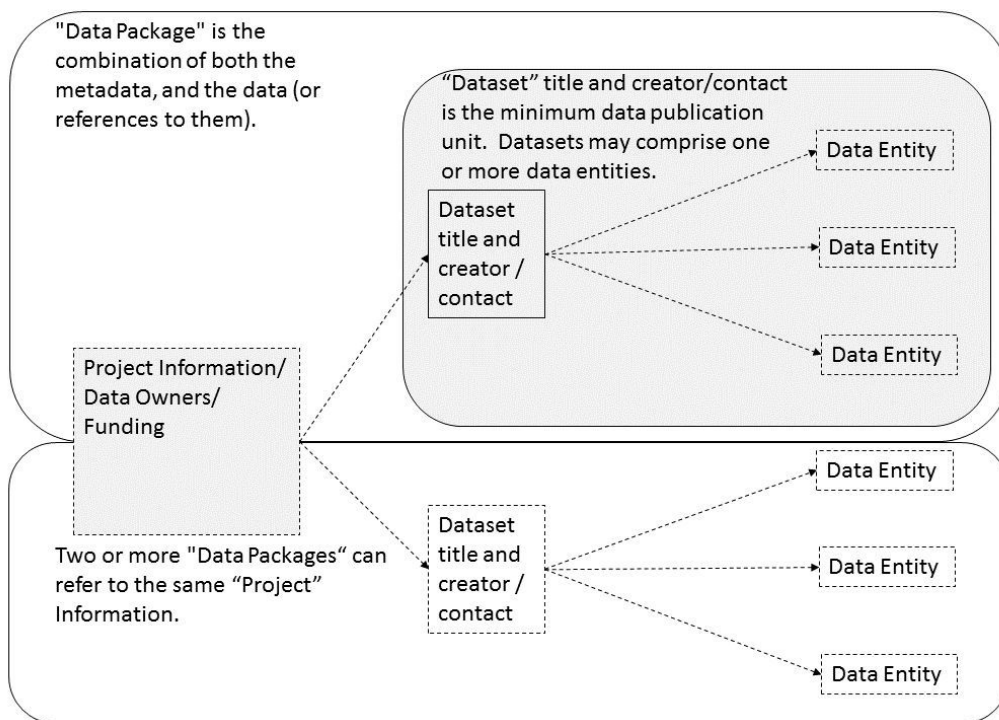 "Data Package" is the
combination of both the
metadata, and the data (or
references to them).
“Dataset” title and creator/contact
is the minimum data publication
unit.  Datasets may comprise one
or more data entities.
Data Entity
Dataset
title and
creator /
contact
Data Entity
Data Entity
Project Information/
Data Owners/
Funding
Data Entity
Dataset
title and
creator /
contact
Data Entity
Data Entity
Two or more "Data Packages“ can
refer to the same “Project”
Information.